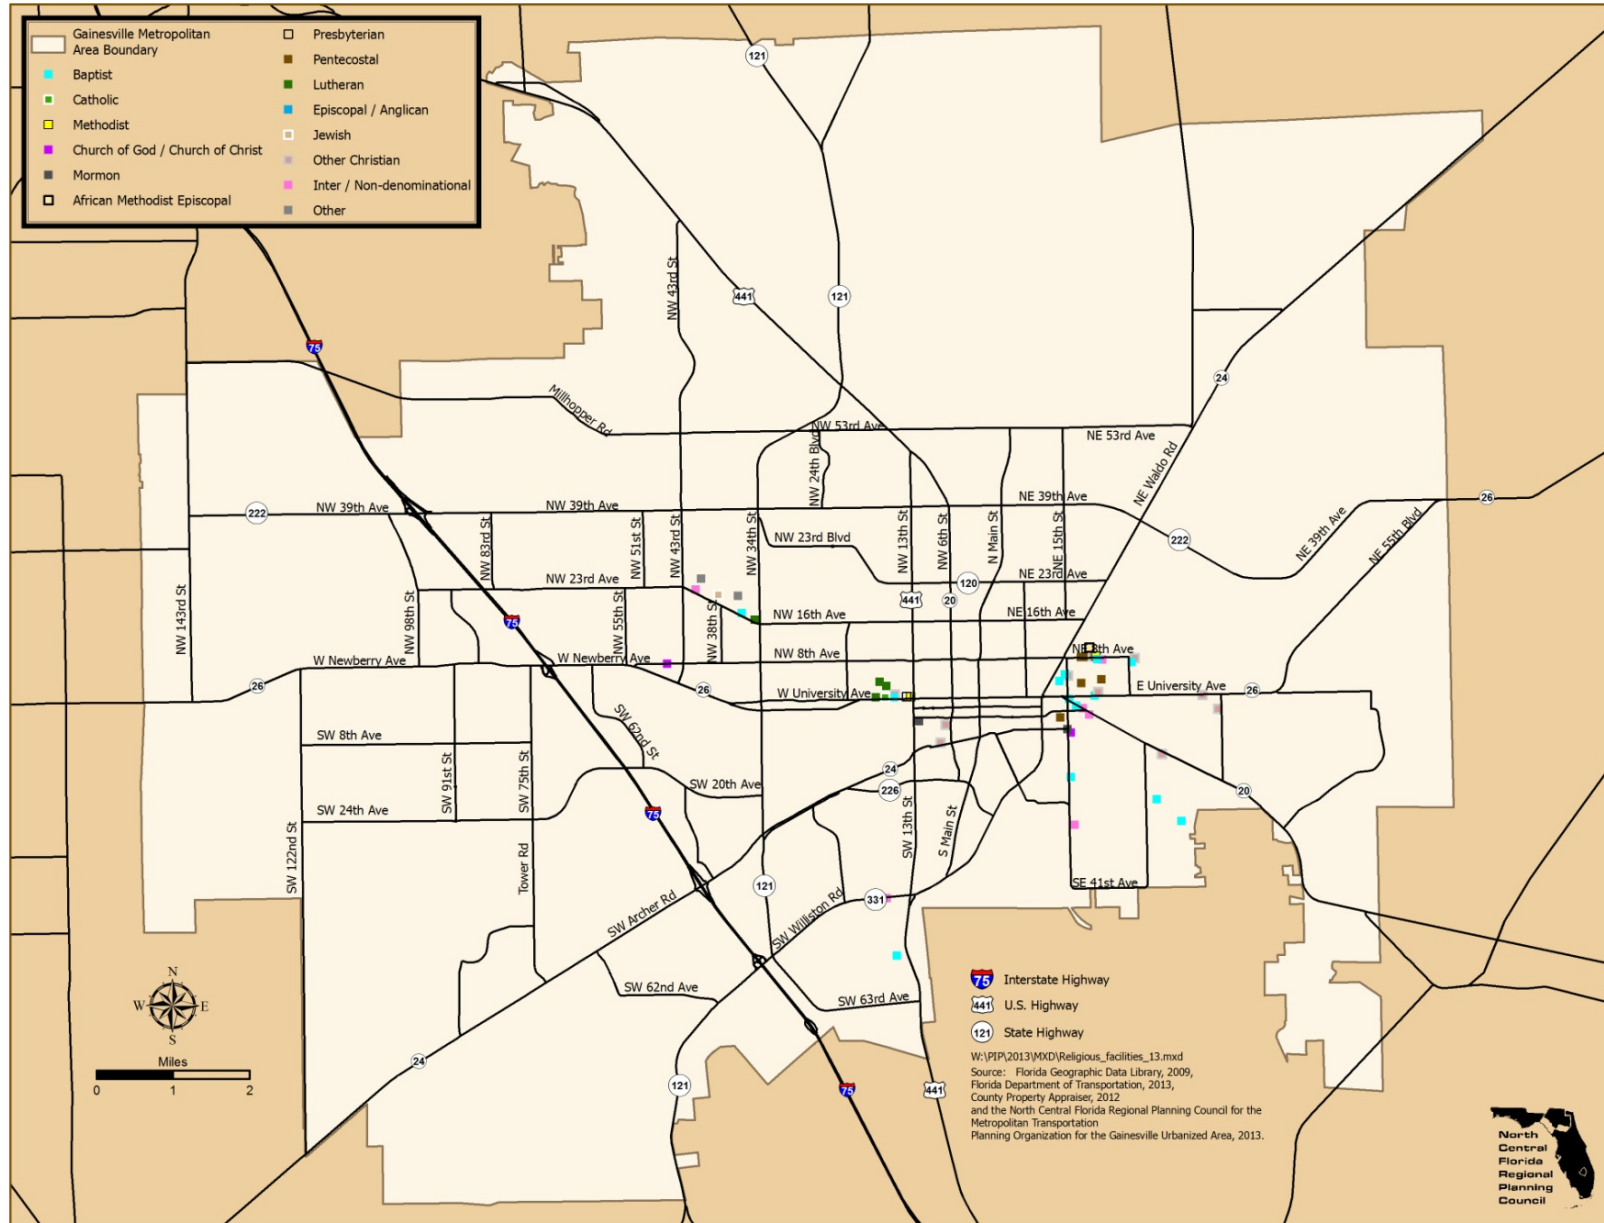 Gainesville Metropolitan
Area Boundary
Baptist
Catholic
Methodist
Church of God / Church of Christ
Mormon
African Methodist Episcopal
Presbyterian
Pentecostal
Lutheran
Episcopal / Anglican
Jewish
Other Christian
Inter / Non-denominational
Other
121
441
121
NW 43rd St
75
24
Millhopper Rd
NW 53rd Ave
NE 53rd Ave
NW 24th Blvd
NE Waldo Rd
222
NW 39th Ave
NW 39th Ave
NE 39th Ave
26
NW 83rd St
NW 51st St
NW 43rd St
NW 34th St
NW 23rd Blvd
NW 13th St
NW 6th St
N Main St
NE 15th St
222
NE 39th Ave
NE 55th Blvd
NW 143rd St
NW 98th St
NW 23rd Ave
120
NE 23rd Ave
75
NW 55th St
NW 38th St
441
20
NW 16th Ave
NE 16th Ave
W Newberry Ave
W Newberry Ave
NW 8th Ave
NE 8th Ave
26
26
W University Ave
E University Ave
26
SW 62nd St
SW 8th Ave
SW 91st St
SW 75th St
24
226
SW 20th Ave
20
SW 24th Ave
75
SW 122nd St
Tower Rd
SW 13th St
S Main St
121
331
SE 41st Ave
SW Archer Rd
SW Williston Rd
SW 62nd Ave
SW 63rd Ave
24
121
75
441
N
W
E
S
Miles
0
1
2
75
Interstate Highway
441
U.S. Highway
121
State Highway
W:\PIP\2013\MXD\Religious_facilities_13.mxd
Source: Florida Geographic Data Library, 2009,
Florida Department of Transportation, 2013,
County Property Appraiser, 2012
and the North Central Florida Regional Planning Council for the
Metropolitan Transportation
Planning Organization for the Gainesville Urbanized Area, 2013.
North
Central
Florida
Regional
Planning
Council